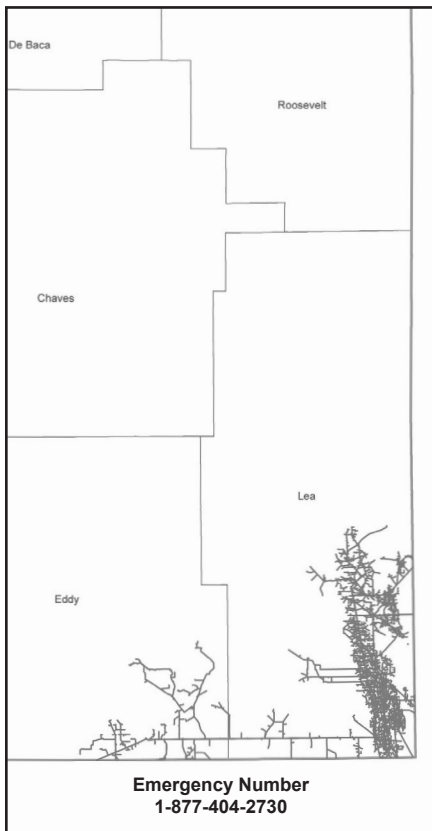 De Baca
Roosevelt
Chaves
Lea
Eddy
Emergency Number
1-877-404-2730